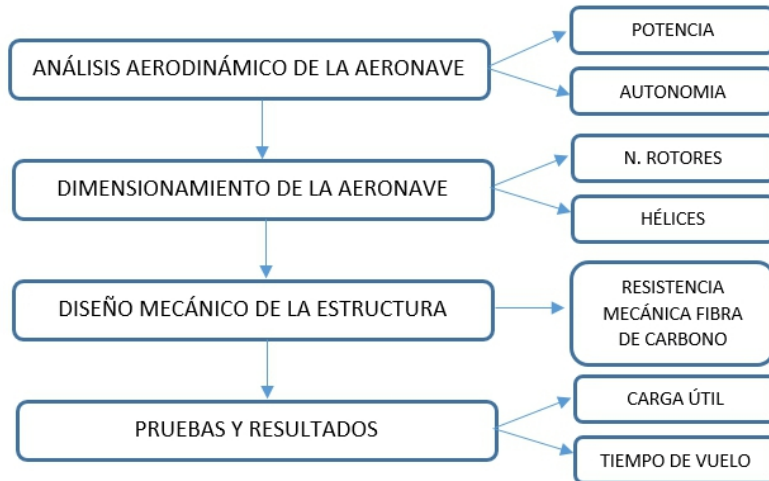 ANÁLISIS AERODINÁMICO DE LA AERONAVE
POTENCIA
AUTONOMIA
DIMENSIONAMIENTO DE LA AERONAVE
N. ROTORES
HÉLICES
DISEÑO MECÁNICO DE LA ESTRUCTURA
RESISTENCIA
MECÁNICA FIBRA
DE CARBONO
PRUEBAS Y RESULTADOS
CARGA ÚTIL
TIEMPO DE VUELO